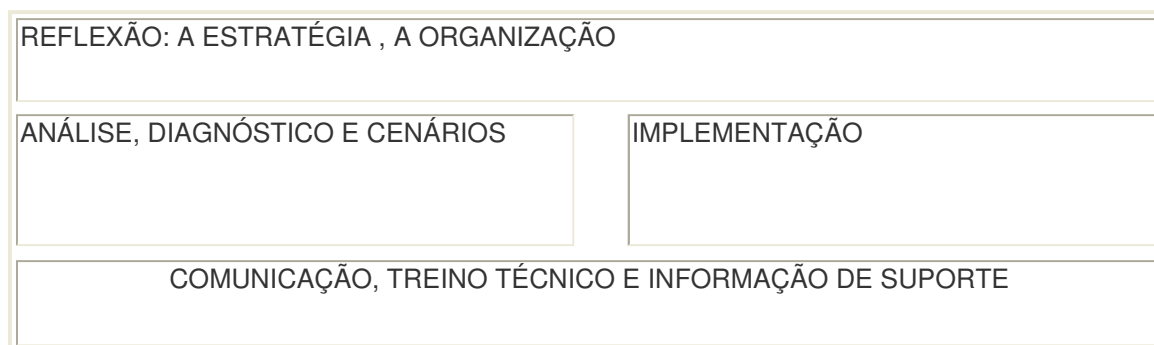 REFLEXÃO: A ESTRATÉGIA , A ORGANIZAÇÃO
ANÁLISE, DIAGNÓSTICO E CENÁRIOS
IMPLEMENTAÇÃO
COMUNICAÇÃO, TREINO TÉCNICO E INFORMAÇÃO DE SUPORTE